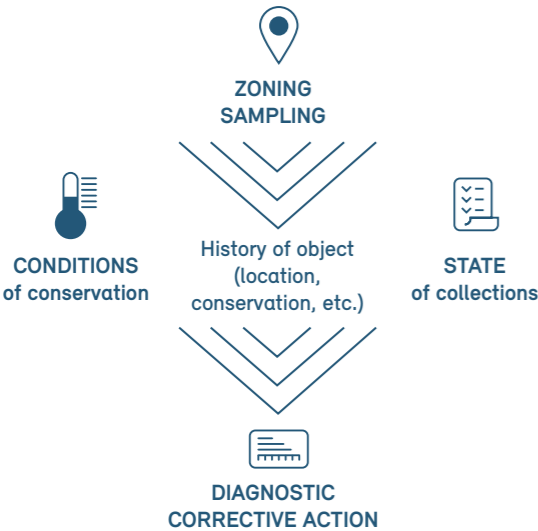 ZONING
SAMPLING
CONDITIONS
of conservation
History of object
(location,
conservation, etc.)
STATE
of collections
DIAGNOSTIC
CORRECTIVE ACTION